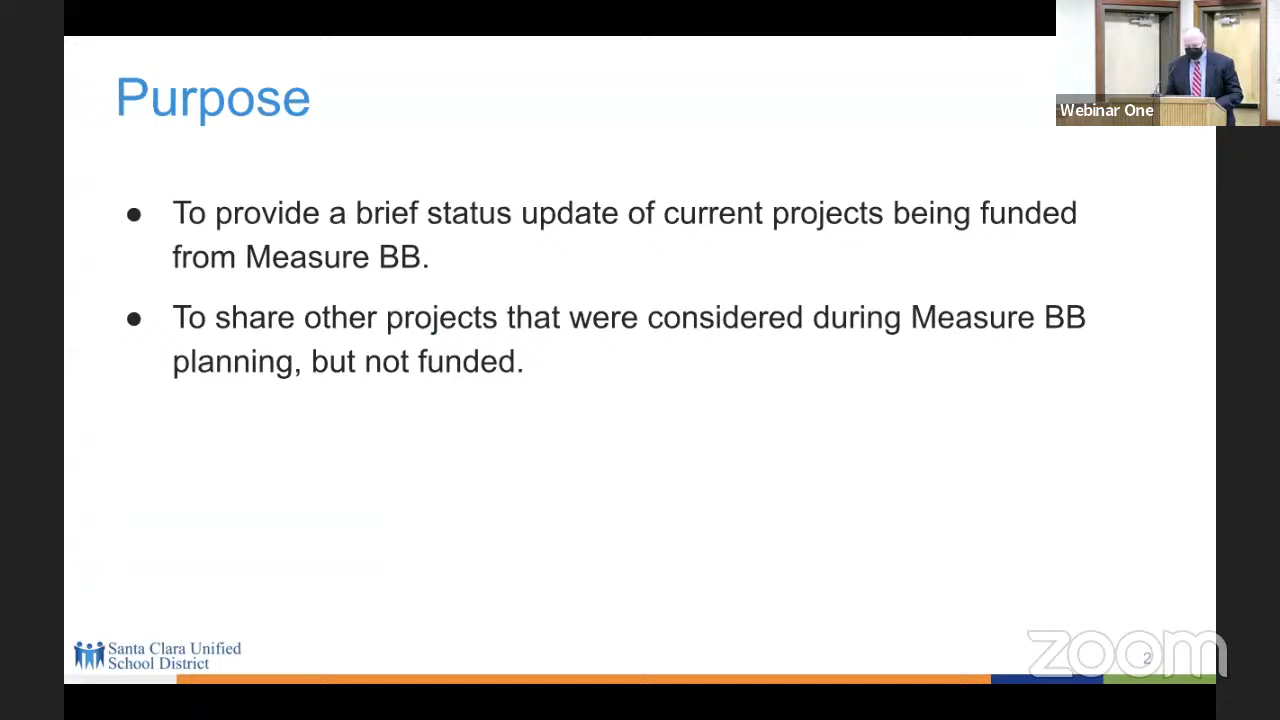 Purpose
Webinar One
● To provide a brief status update of current projects being funded
from Measure BB.
● To share other projects that were considered during Measure BB
planning, but not funded.
Santa Clara Unified
School District
zoom
2